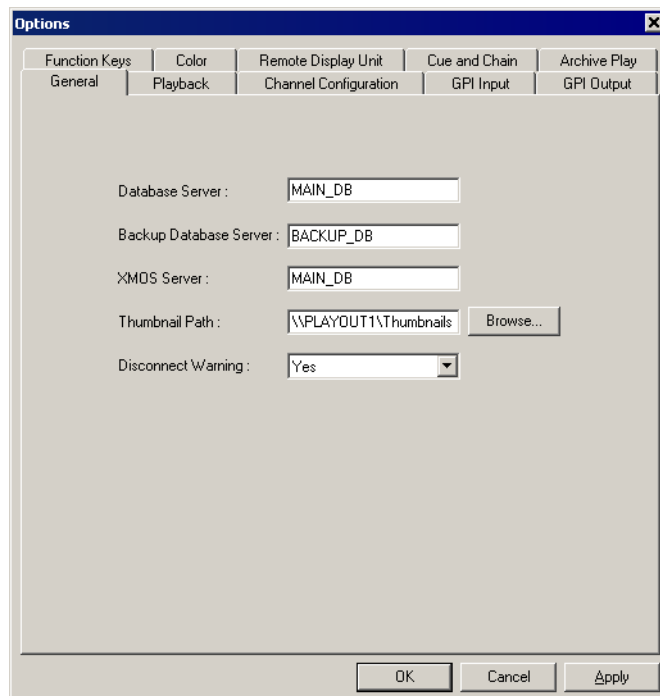 Options
Function Keys Color Remote Display Unit Cue and Chain Archive Play
General Playback Channel Configuration GPI Input GPI Output
Database Server : MAIN_DB
Backup Database Server : BACKUP_DB
XMOS Server : MAIN_DB
Thumbnail Path : \\PLAYOUT1\Thumbnails Browse...
Disconnect Warning : Yes
OK Cancel Apply